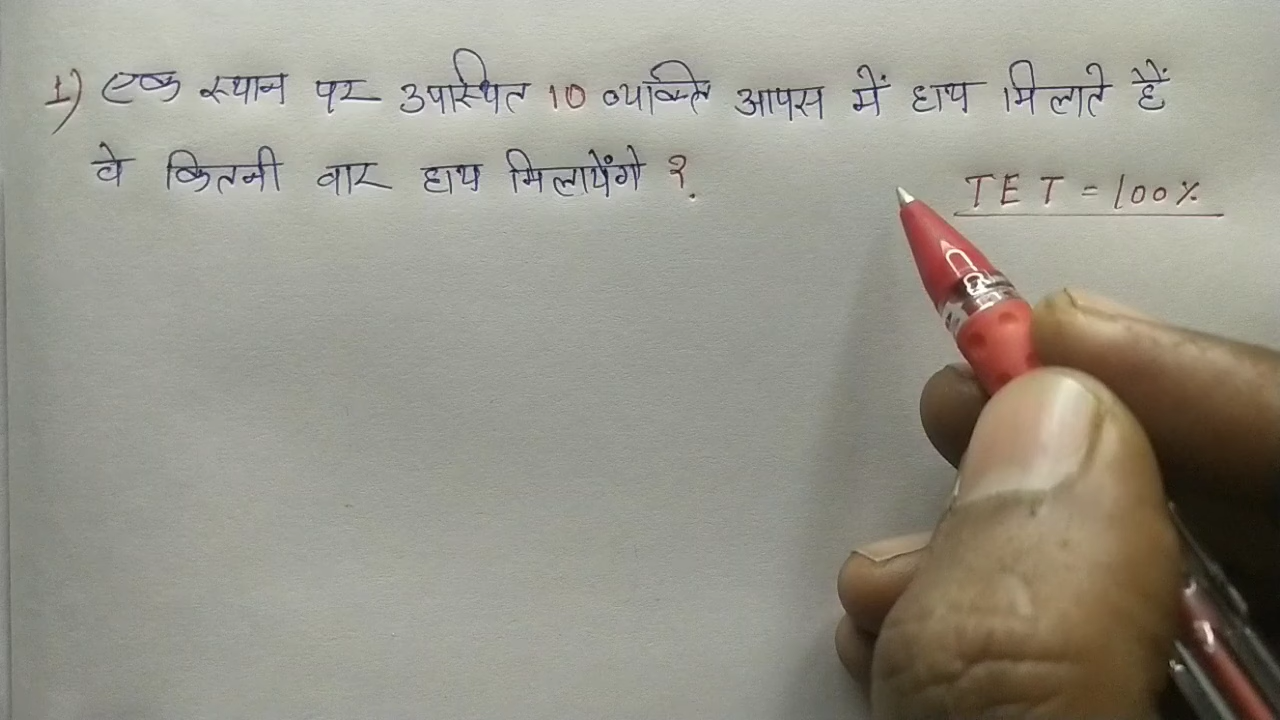 1) एक स्थान पर उपस्थित 10 व्यक्ति आपस में हाथ मिलाते हैं
वे कितनी वार हाथ मिलायेंगे ?
TET = 100%